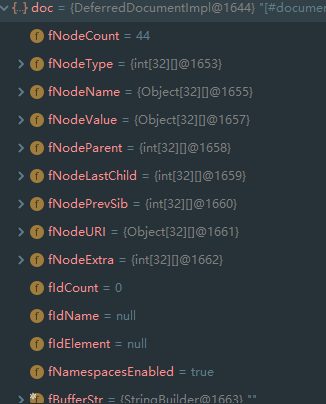 {...} doc = {DeferredDocumentImpl@1644} "[#documen
f fNodeCount = 44
f fNodeType = {int[32][]@1653}
f fNodeName = {Object[32][]@1655}
f fNodeValue = {Object[32][]@1657}
f fNodeParent = {int[32][]@1658}
f fNodeLastChild = {int[32][]@1659}
f fNodePrevSib = {int[32][]@1660}
f fNodeURI = {Object[32][]@1661}
f fNodeExtra = {int[32][]@1662}
f fIdCount = 0
f fIdName = null
f fIdElement = null
f fNamespacesEnabled = true
f fBufferStr = {StringBuilder@1663} ""